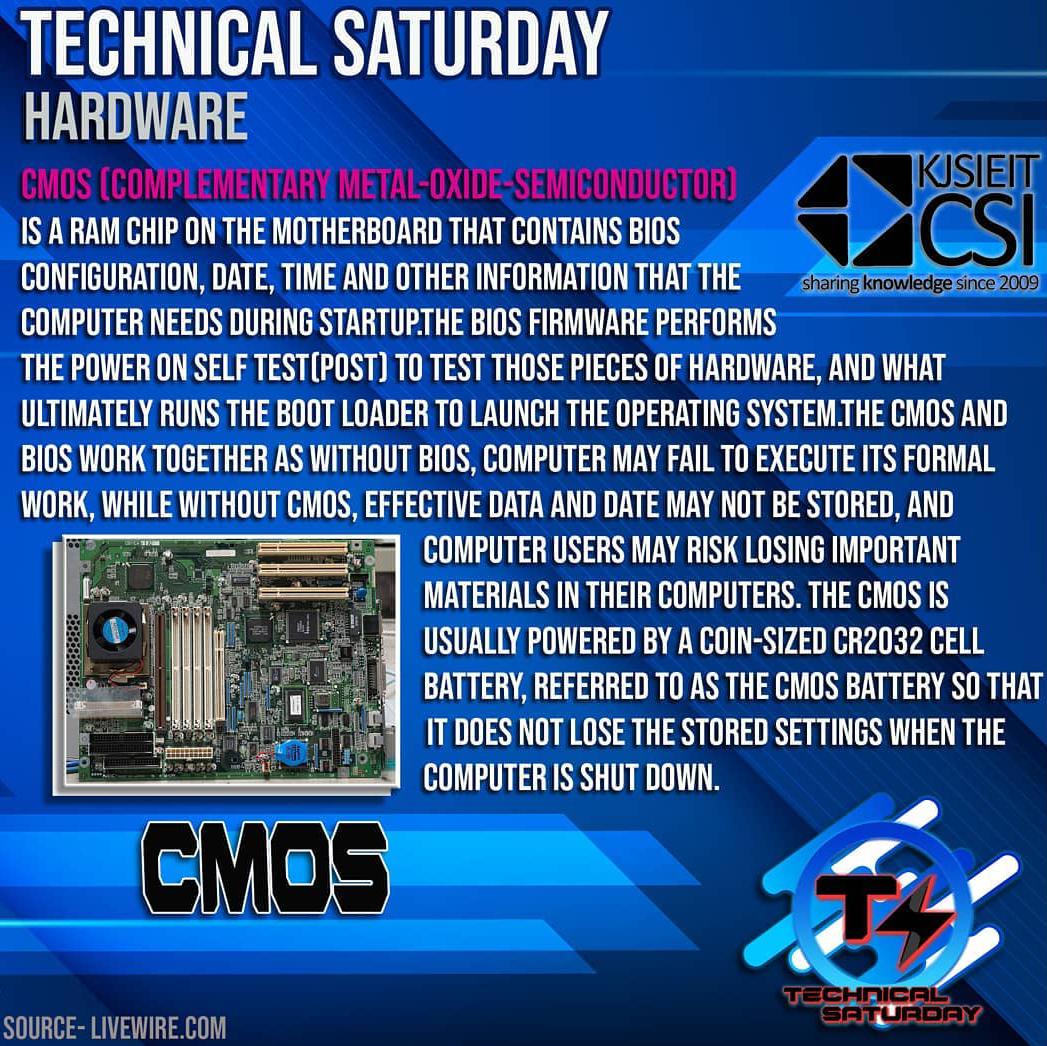 TECHNICAL SATURDAY
HARDWARE
CMOS (COMPLEMENTARY METAL-OXIDE-SEMICONDUCTOR)
IS A RAM CHIP ON THE MOTHERBOARD THAT CONTAINS BIOS
CONFIGURATION, DATE, TIME AND OTHER INFORMATION THAT THE
COMPUTER NEEDS DURING STARTUP.THE BIOS FIRMWARE PERFORMS
THE POWER ON SELF TEST(POST) TO TEST THOSE PIECES OF HARDWARE, AND WHAT
ULTIMATELY RUNS THE BOOT LOADER TO LAUNCH THE OPERATING SYSTEM.THE CMOS AND
BIOS WORK TOGETHER AS WITHOUT BIOS, COMPUTER MAY FAIL TO EXECUTE ITS FORMAL
WORK, WHILE WITHOUT CMOS, EFFECTIVE DATA AND DATE MAY NOT BE STORED, AND
COMPUTER USERS MAY RISK LOSING IMPORTANT
MATERIALS IN THEIR COMPUTERS. THE CMOS IS
USUALLY POWERED BY A COIN-SIZED CR2032 CELL
BATTERY, REFERRED TO AS THE CMOS BATTERY SO THAT
IT DOES NOT LOSE THE STORED SETTINGS WHEN THE
COMPUTER IS SHUT DOWN.
KJSIEIT
CSI
sharing knowledge since 2009
CMOS
T
TECHNICAL
SATURDAY
SOURCE- LIVEWIRE.COM